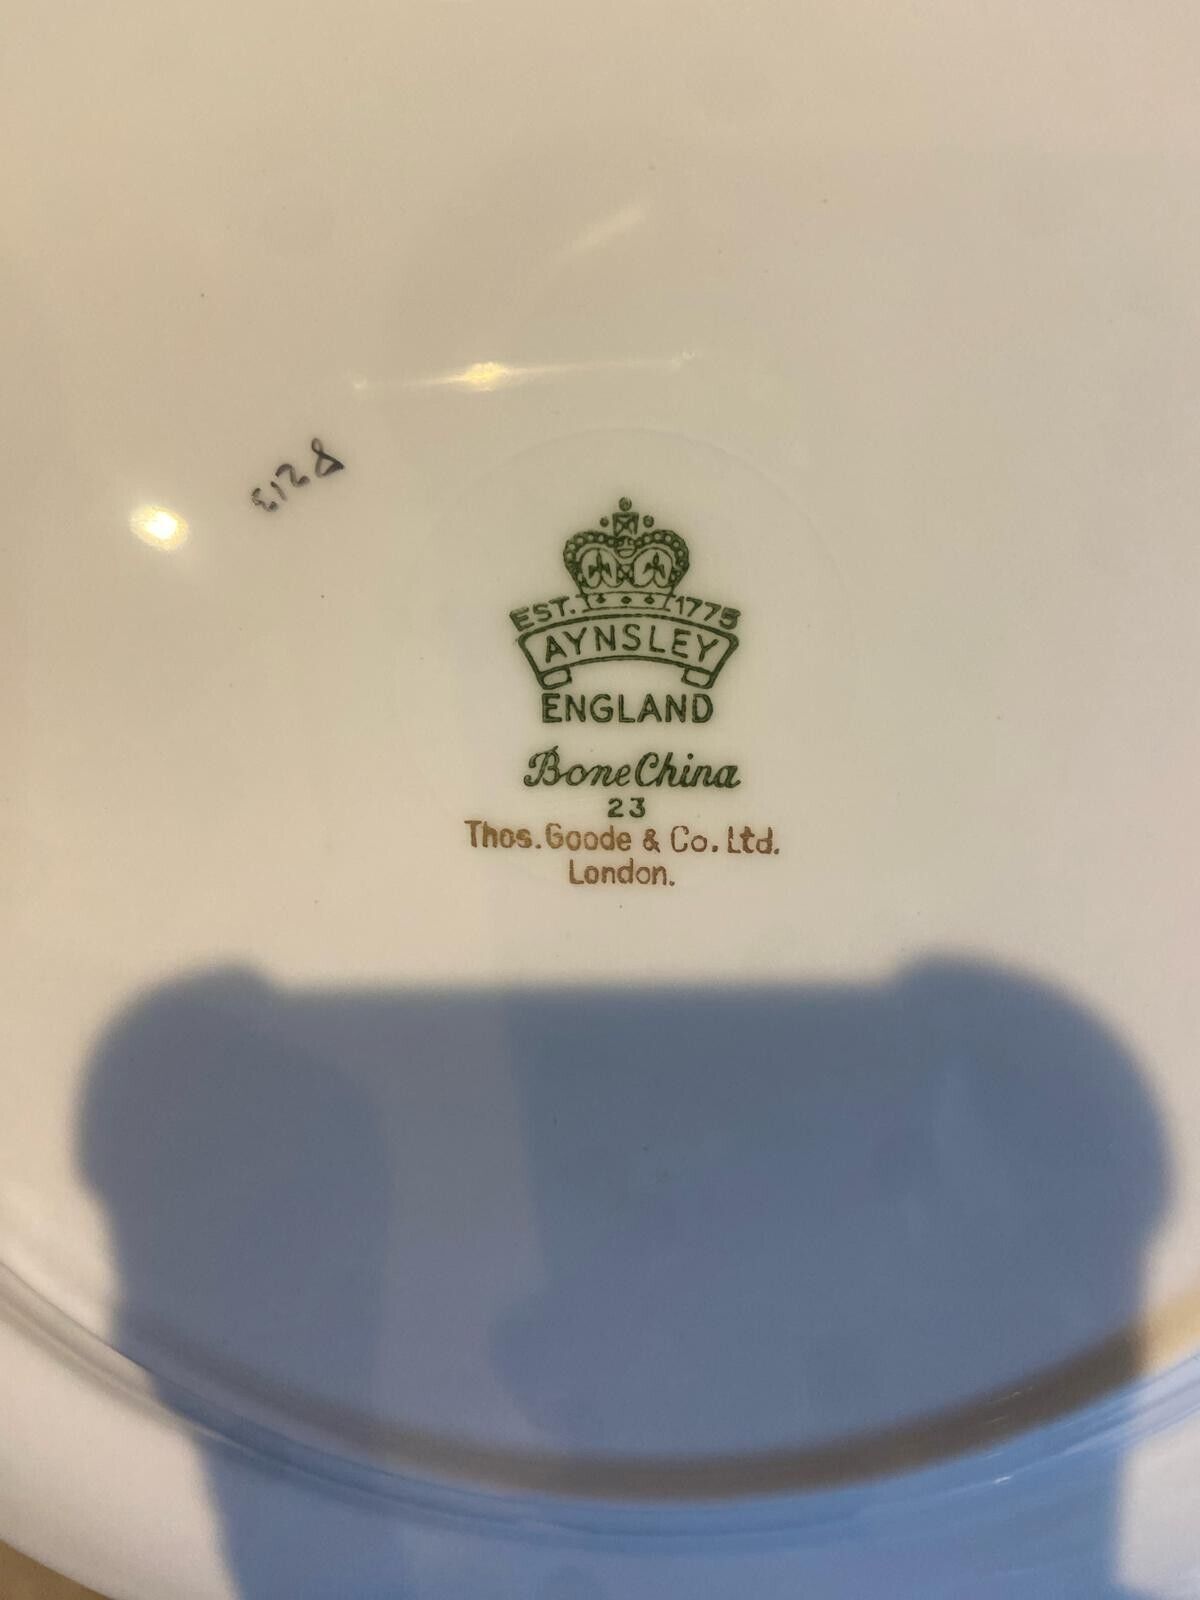 8213
EST. 1775
AYNSLEY
ENGLAND
Bone China
23
Thos. Goode & Co. Ltd.
London.